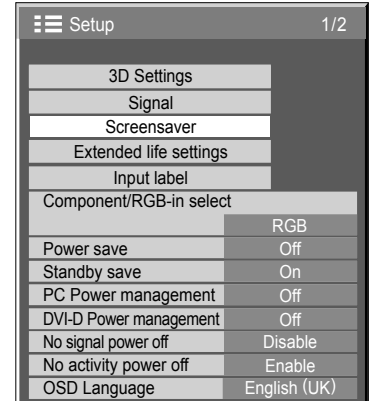 Setup 1/2
3D Settings
Signal
Screensaver
Extended life settings
Input label
Component/RGB-in select
RGB
Power save Off
Standby save On
PC Power management Off
DVI-D Power management Off
No signal power off Disable
No activity power off Enable
OSD Language English (UK)